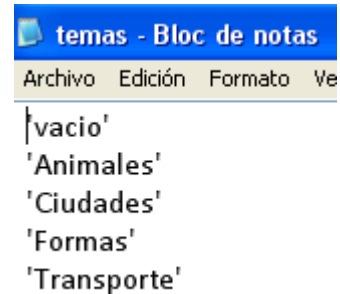 temas - Bloc de notas
Archivo Edición Formato Ve
'vacio'
'Animales'
'Ciudades'
'Formas'
'Transporte'